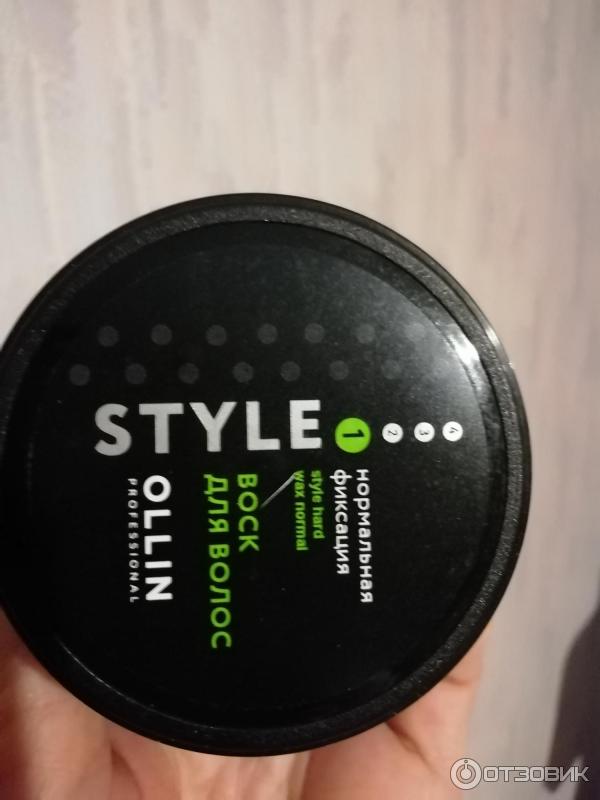 STYLE
1 2 3 4
нормальная
фиксация
style hard
wax normal
ВОСК
ДЛЯ ВОЛОС
OLLIN
PROFESSIONAL
ОТЗОВИК